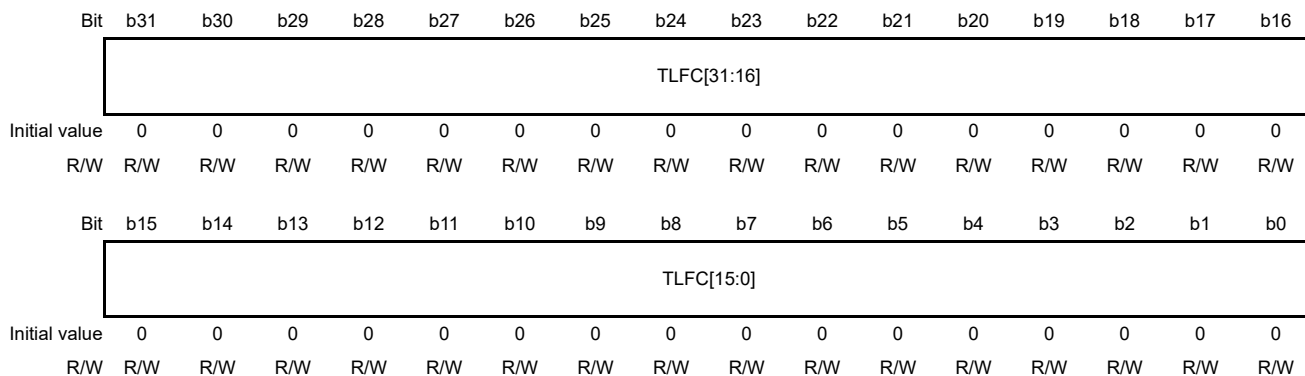 Bit b31 b30 b29 b28 b27 b26 b25 b24 b23 b22 b21 b20 b19 b18 b17 b16
TLFC[31:16]
Initial value 0 0 0 0 0 0 0 0 0 0 0 0 0 0 0 0
R/W R/W R/W R/W R/W R/W R/W R/W R/W R/W R/W R/W R/W R/W R/W R/W R/W
Bit b15 b14 b13 b12 b11 b10 b9 b8 b7 b6 b5 b4 b3 b2 b1 b0
TLFC[15:0]
Initial value 0 0 0 0 0 0 0 0 0 0 0 0 0 0 0 0
R/W R/W R/W R/W R/W R/W R/W R/W R/W R/W R/W R/W R/W R/W R/W R/W R/W